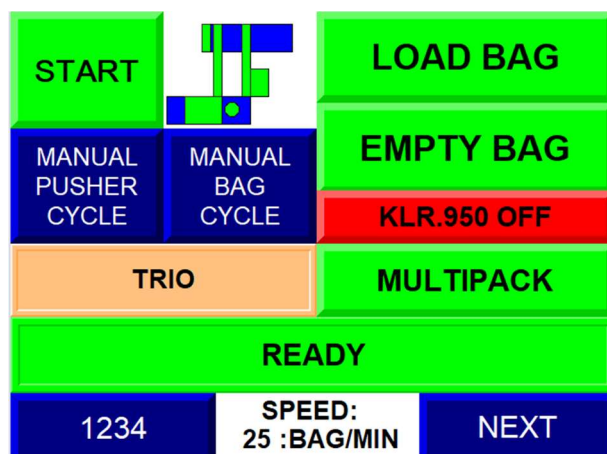 START
LOAD BAG
MANUAL
PUSHER
CYCLE
MANUAL
BAG
CYCLE
EMPTY BAG
KLR.950 OFF
TRIO
MULTIPACK
READY
1234
SPEED:
25 :BAG/MIN
NEXT